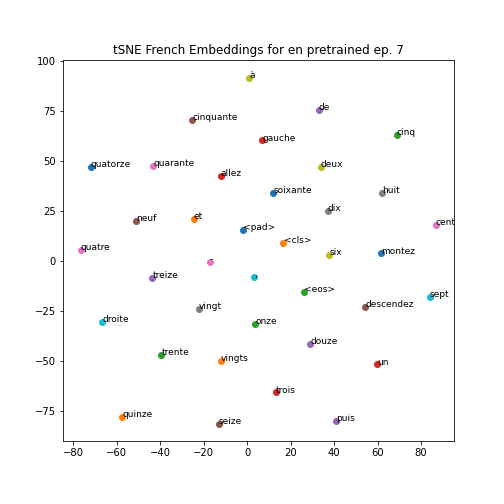 tSNE French Embeddings for en pretrained ep. 7
100
à
75
de
cinquante
cinq
gauche
50
quatorze
quarante
deux
allez
soixante
huit
25
dix
neuf
et
cent
<pad>
<cls>
quatre
six
montez
0
-
,
treize
<eos>
sept
descendez
−25
vingt
droite
onze
douze
trente
vingts
un
−50
trois
−75
quinze
seize
puis
−80 −60 −40 −20 0 20 40 60 80